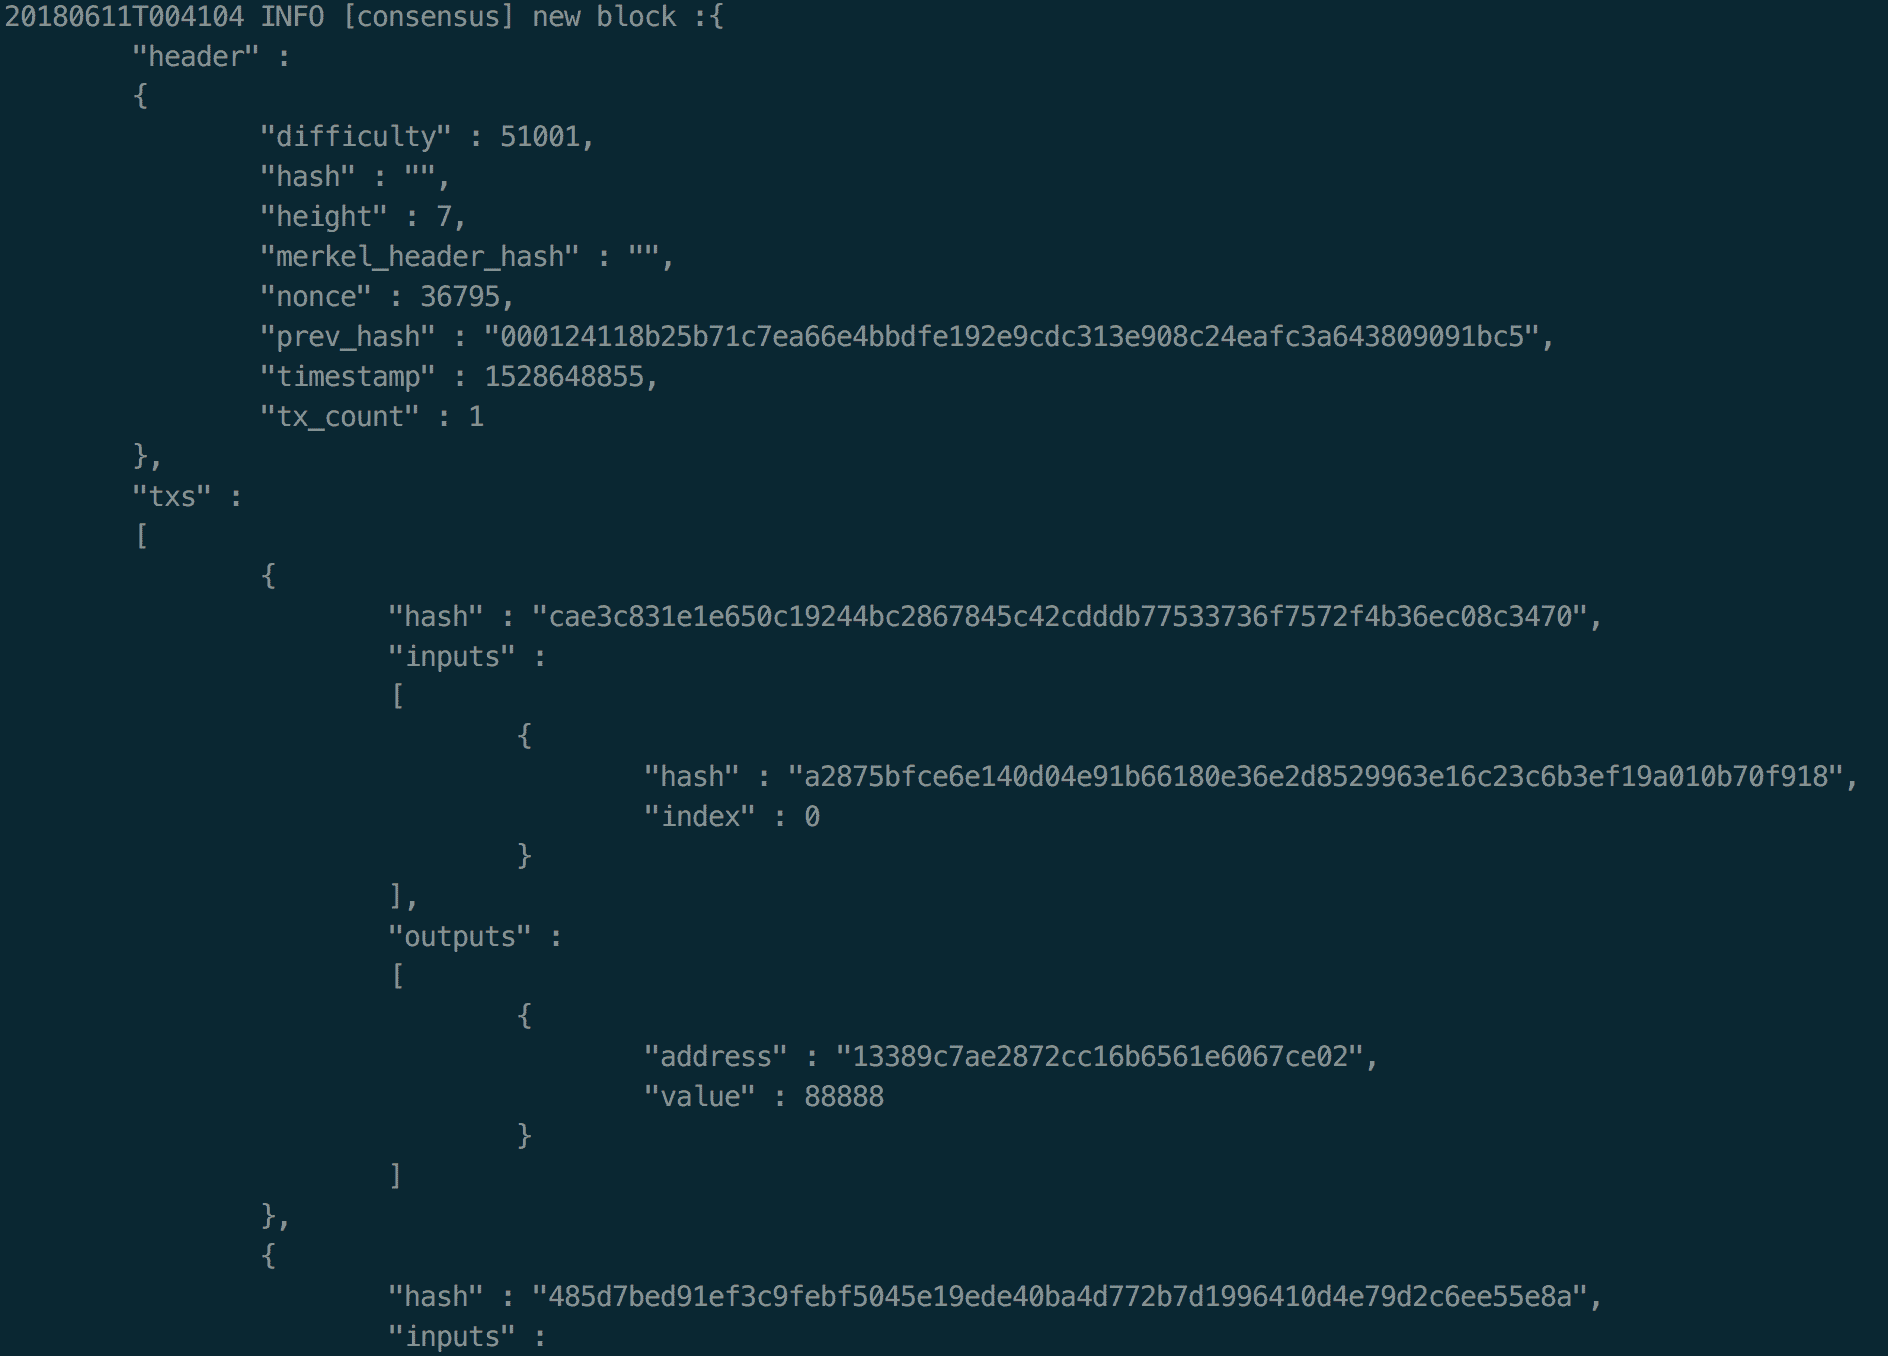 20180611T004104 INFO [consensus] new block :{
"header" :
{
"difficulty" : 51001,
"hash" : "",
"height" : 7,
"merkel_header_hash" : "",
"nonce" : 36795,
"prev_hash" : "000124118b25b71c7ea66e4bbdfe192e9cdc313e908c24eafc3a643809091bc5",
"timestamp" : 1528648855,
"tx_count" : 1
},
"txs" :
[
{
"hash" : "cae3c831e1e650c19244bc2867845c42cdddb77533736f7572f4b36ec08c3470",
"inputs" :
[
{
"hash" : "a2875bfce6e140d04e91b66180e36e2d8529963e16c23c6b3ef19a010b70f918",
"index" : 0
}
],
"outputs" :
[
{
"address" : "13389c7ae2872cc16b6561e6067ce02",
"value" : 88888
}
]
},
{
"hash" : "485d7bed91ef3c9febf5045e19ede40ba4d772b7d1996410d4e79d2c6ee55e8a",
"inputs" :